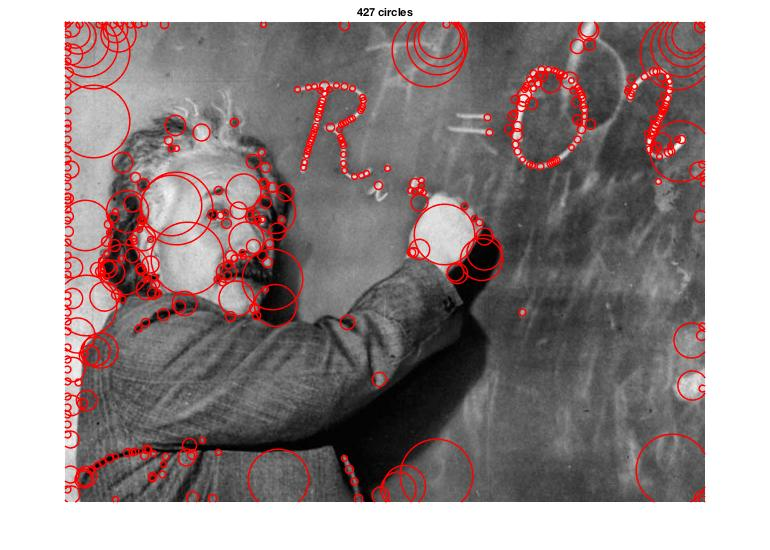 427 circles
R = 0 ?